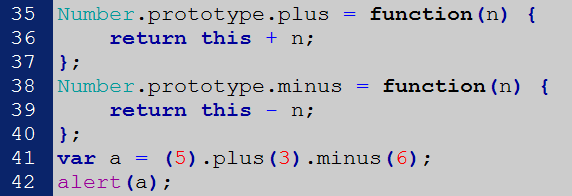 35 Number.prototype.plus = function(n) {
36     return this + n;
37 };
38 Number.prototype.minus = function(n) {
39     return this - n;
40 };
41 var a = (5).plus(3).minus(6);
42 alert(a);